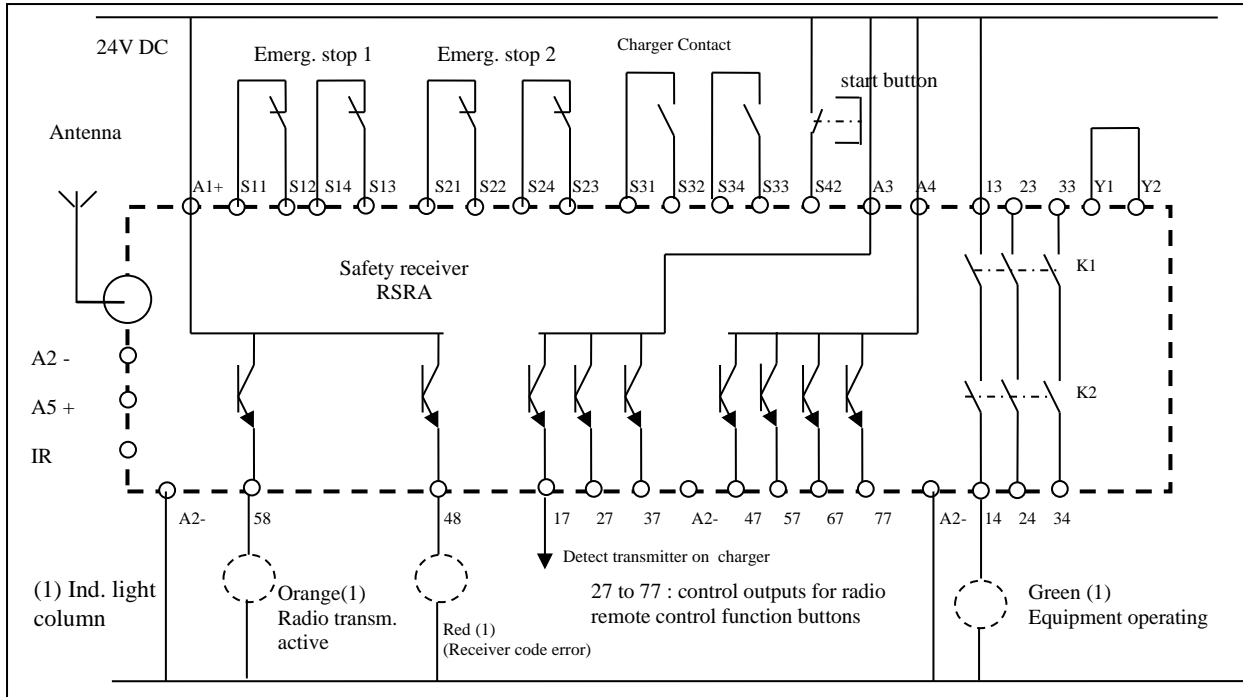 24V DC
Emerg. stop 1
Emerg. stop 2
Charger Contact
start button
Antenna
A1+ S11 S12 S14 S13 S21 S22 S24 S23 S31 S32 S34 S33 S42 A3 A4 13 23 33 Y1 Y2
Safety receiver
RSRA
K1
A2 -
A5 +
IR
K2
A2- 58 48 17 27 37 A2- 47 57 67 77 A2- 14 24 34
Detect transmitter on charger
(1) Ind. light
column
Orange(1)
Radio transm.
active
Red (1)
(Receiver code error)
27 to 77 : control outputs for radio
remote control function buttons
Green (1)
Equipment operating